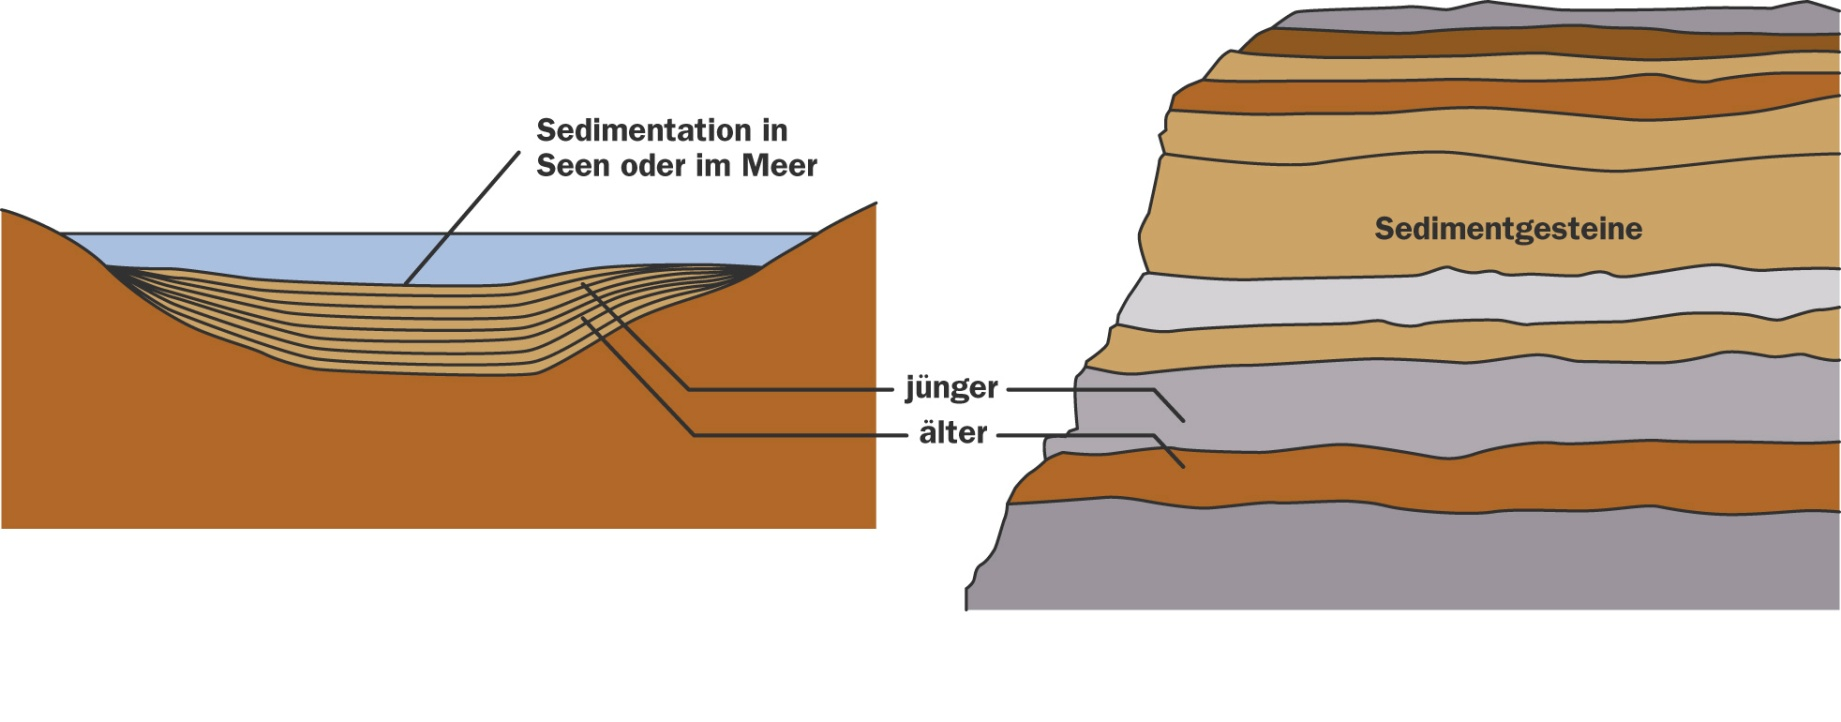 Sedimentation in
Seen oder im Meer
Sedimentgesteine
jünger
älter